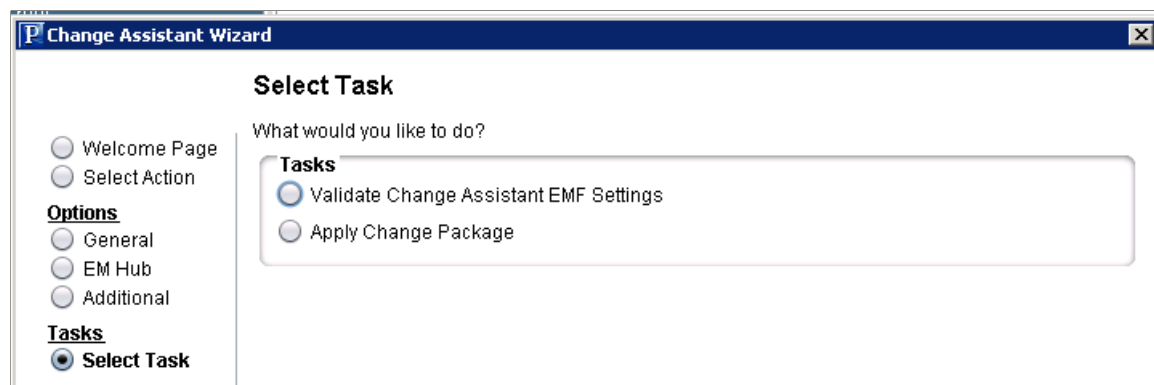 Change Assistant Wizard
Select Task
What would you like to do?
Welcome Page
Select Action
Options
General
EM Hub
Additional
Tasks
Select Task
Tasks
Validate Change Assistant EMF Settings
Apply Change Package